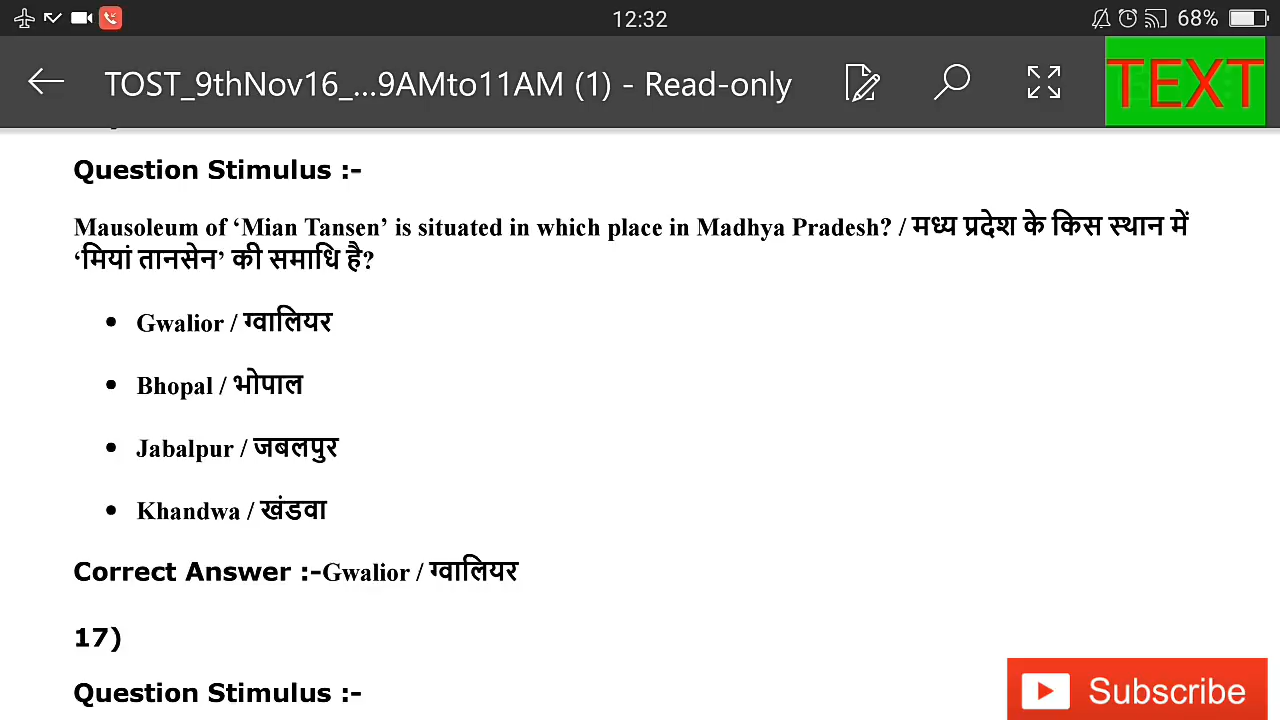 12:32
68%
TOST_9thNov16_...9AMto11AM (1) - Read-only
TEXT
Question Stimulus :-
Mausoleum of ‘Mian Tansen’ is situated in which place in Madhya Pradesh? / मध्य प्रदेश के किस स्थान में
‘मियां तानसेन’ की समाधि है?
• Gwalior / ग्वालियर
• Bhopal / भोपाल
• Jabalpur / जबलपुर
• Khandwa / खंडवा
Correct Answer :-Gwalior / ग्वालियर
17)
Question Stimulus :-
Subscribe